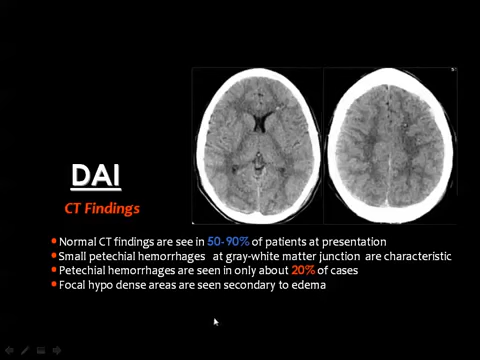 DAI
CT Findings
Normal CT findings are see in 50-90% of patients at presentation
Small petechial hemorrhages at gray-white matter junction are characteristic
Petechial hemorrhages are seen in only about 20% of cases
Focal hypo dense areas are seen secondary to edema